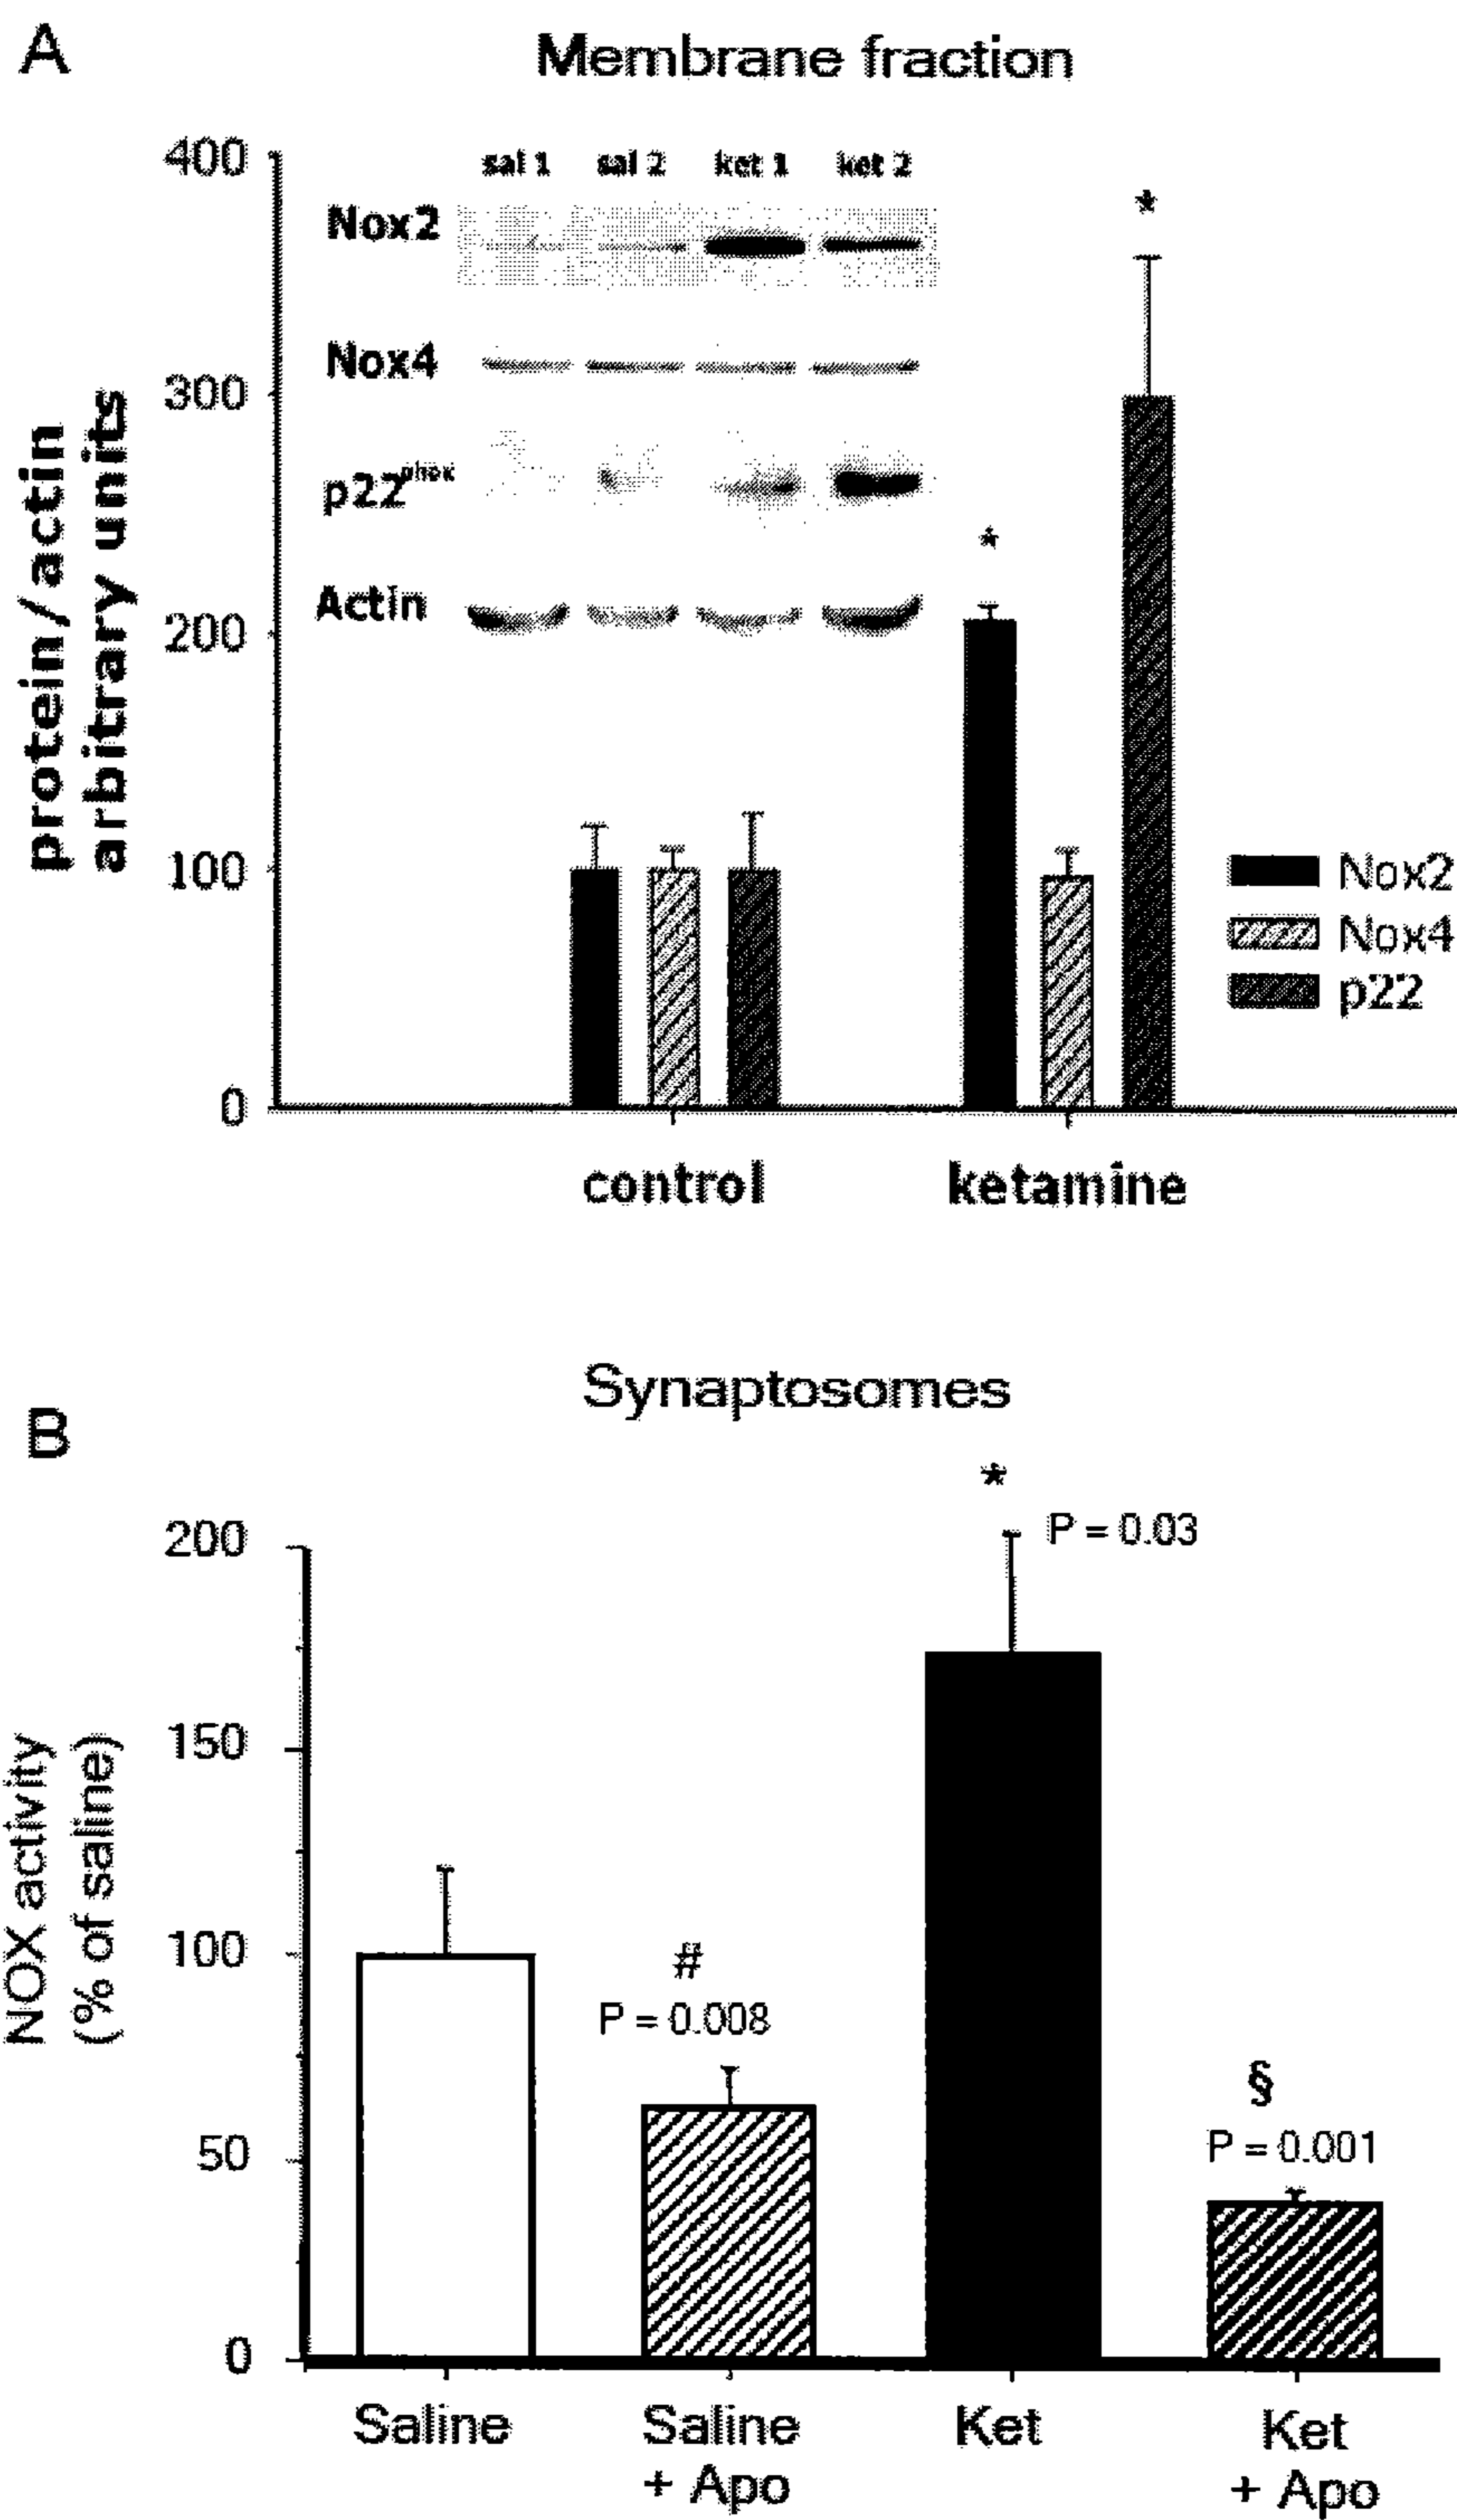 A
Membrane fraction
400
300
200
100
0
protein/actin
arbitrary units
sal 1 sal 2 ket 1 ket 2
Nox2
Nox4
p22phox
Actin
*
*
Nox2
Nox4
p22
control ketamine
Synaptosomes
B
200
150
100
50
0
NOX activity
(% of saline)
*
P = 0.03
#
P = 0.008
§
P = 0.001
Saline
Saline
+ Apo
Ket
Ket
+ Apo